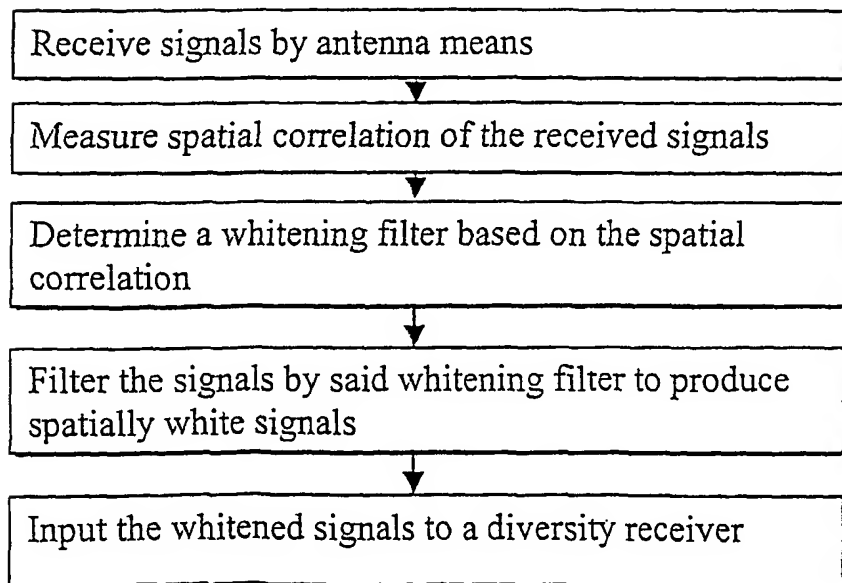 Receive signals by antenna means
Measure spatial correlation of the received signals
Determine a whitening filter based on the spatial
correlation
Filter the signals by said whitening filter to produce
spatially white signals
Input the whitened signals to a diversity receiver